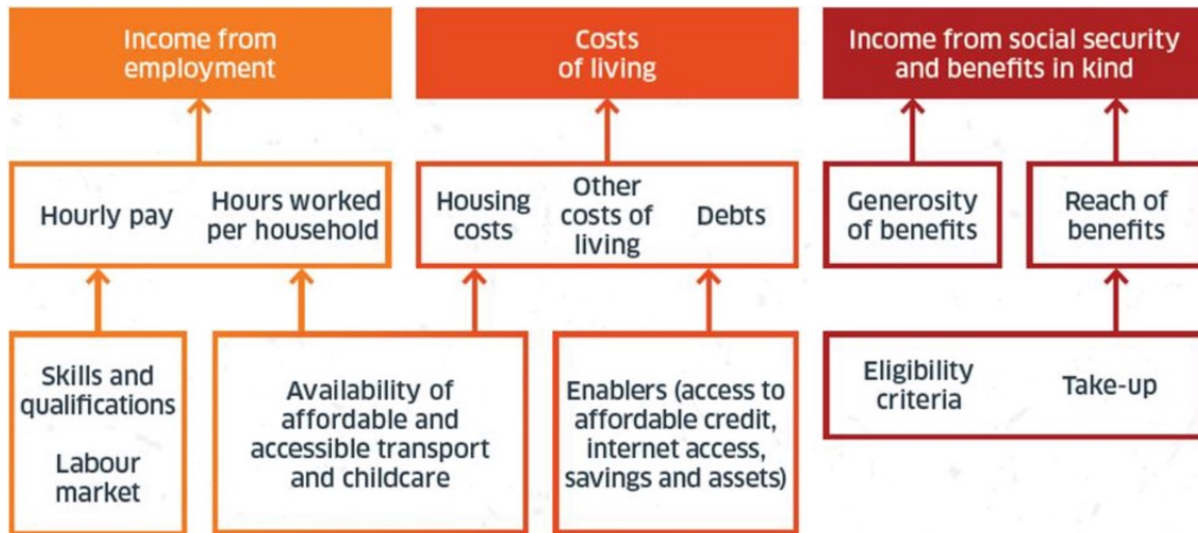 Income from
employment
Costs
of living
Income from social security
and benefits in kind
Hourly pay
Hours worked
per household
Housing
costs
Other
costs of
living
Debts
Generosity
of benefits
Reach of
benefits
Skills and
qualifications
Labour
market
Availability of
affordable and
accessible transport
and childcare
Enablers (access to
affordable credit,
internet access,
savings and assets)
Eligibility
criteria
Take-up